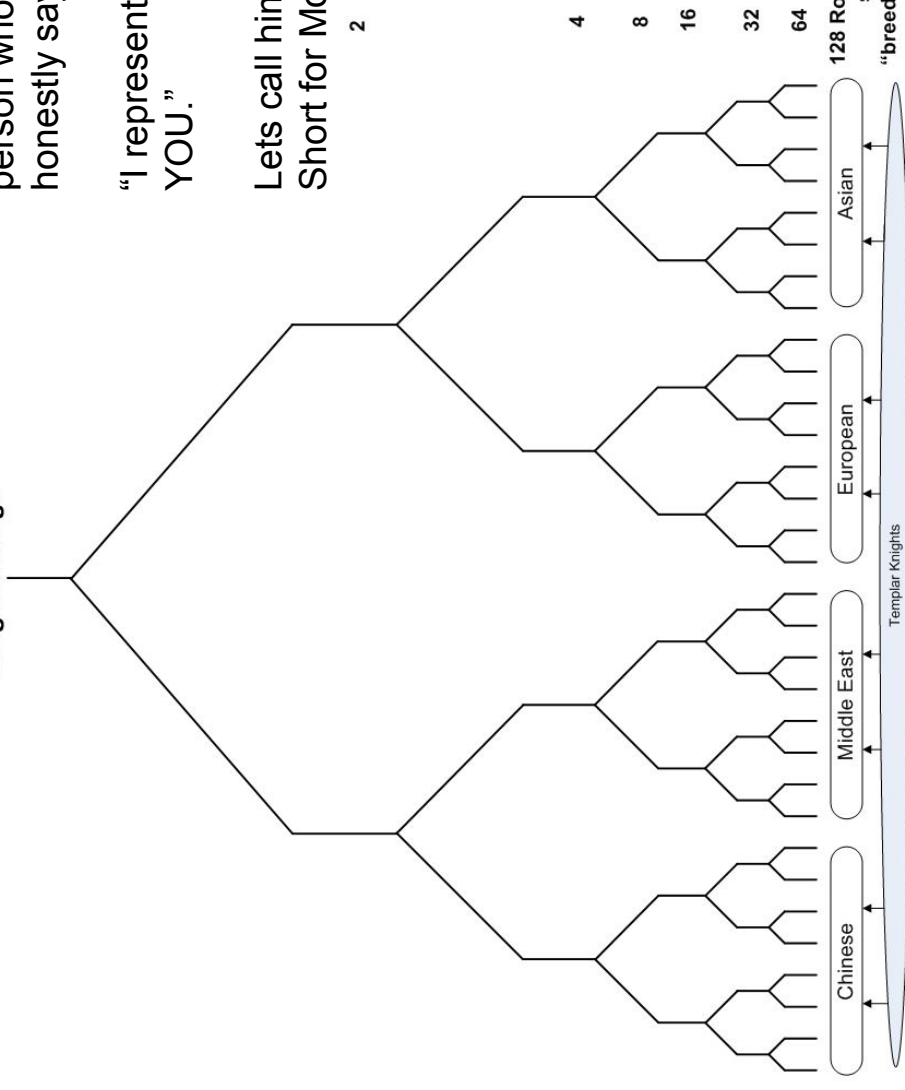 person who
honestly say
“I represent
YOU.”
Lets call him
Short for Mo
2
4
8
16
32
64
128 Ro
“breed
Chinese
Middle East
European
Asian
Templar Knights